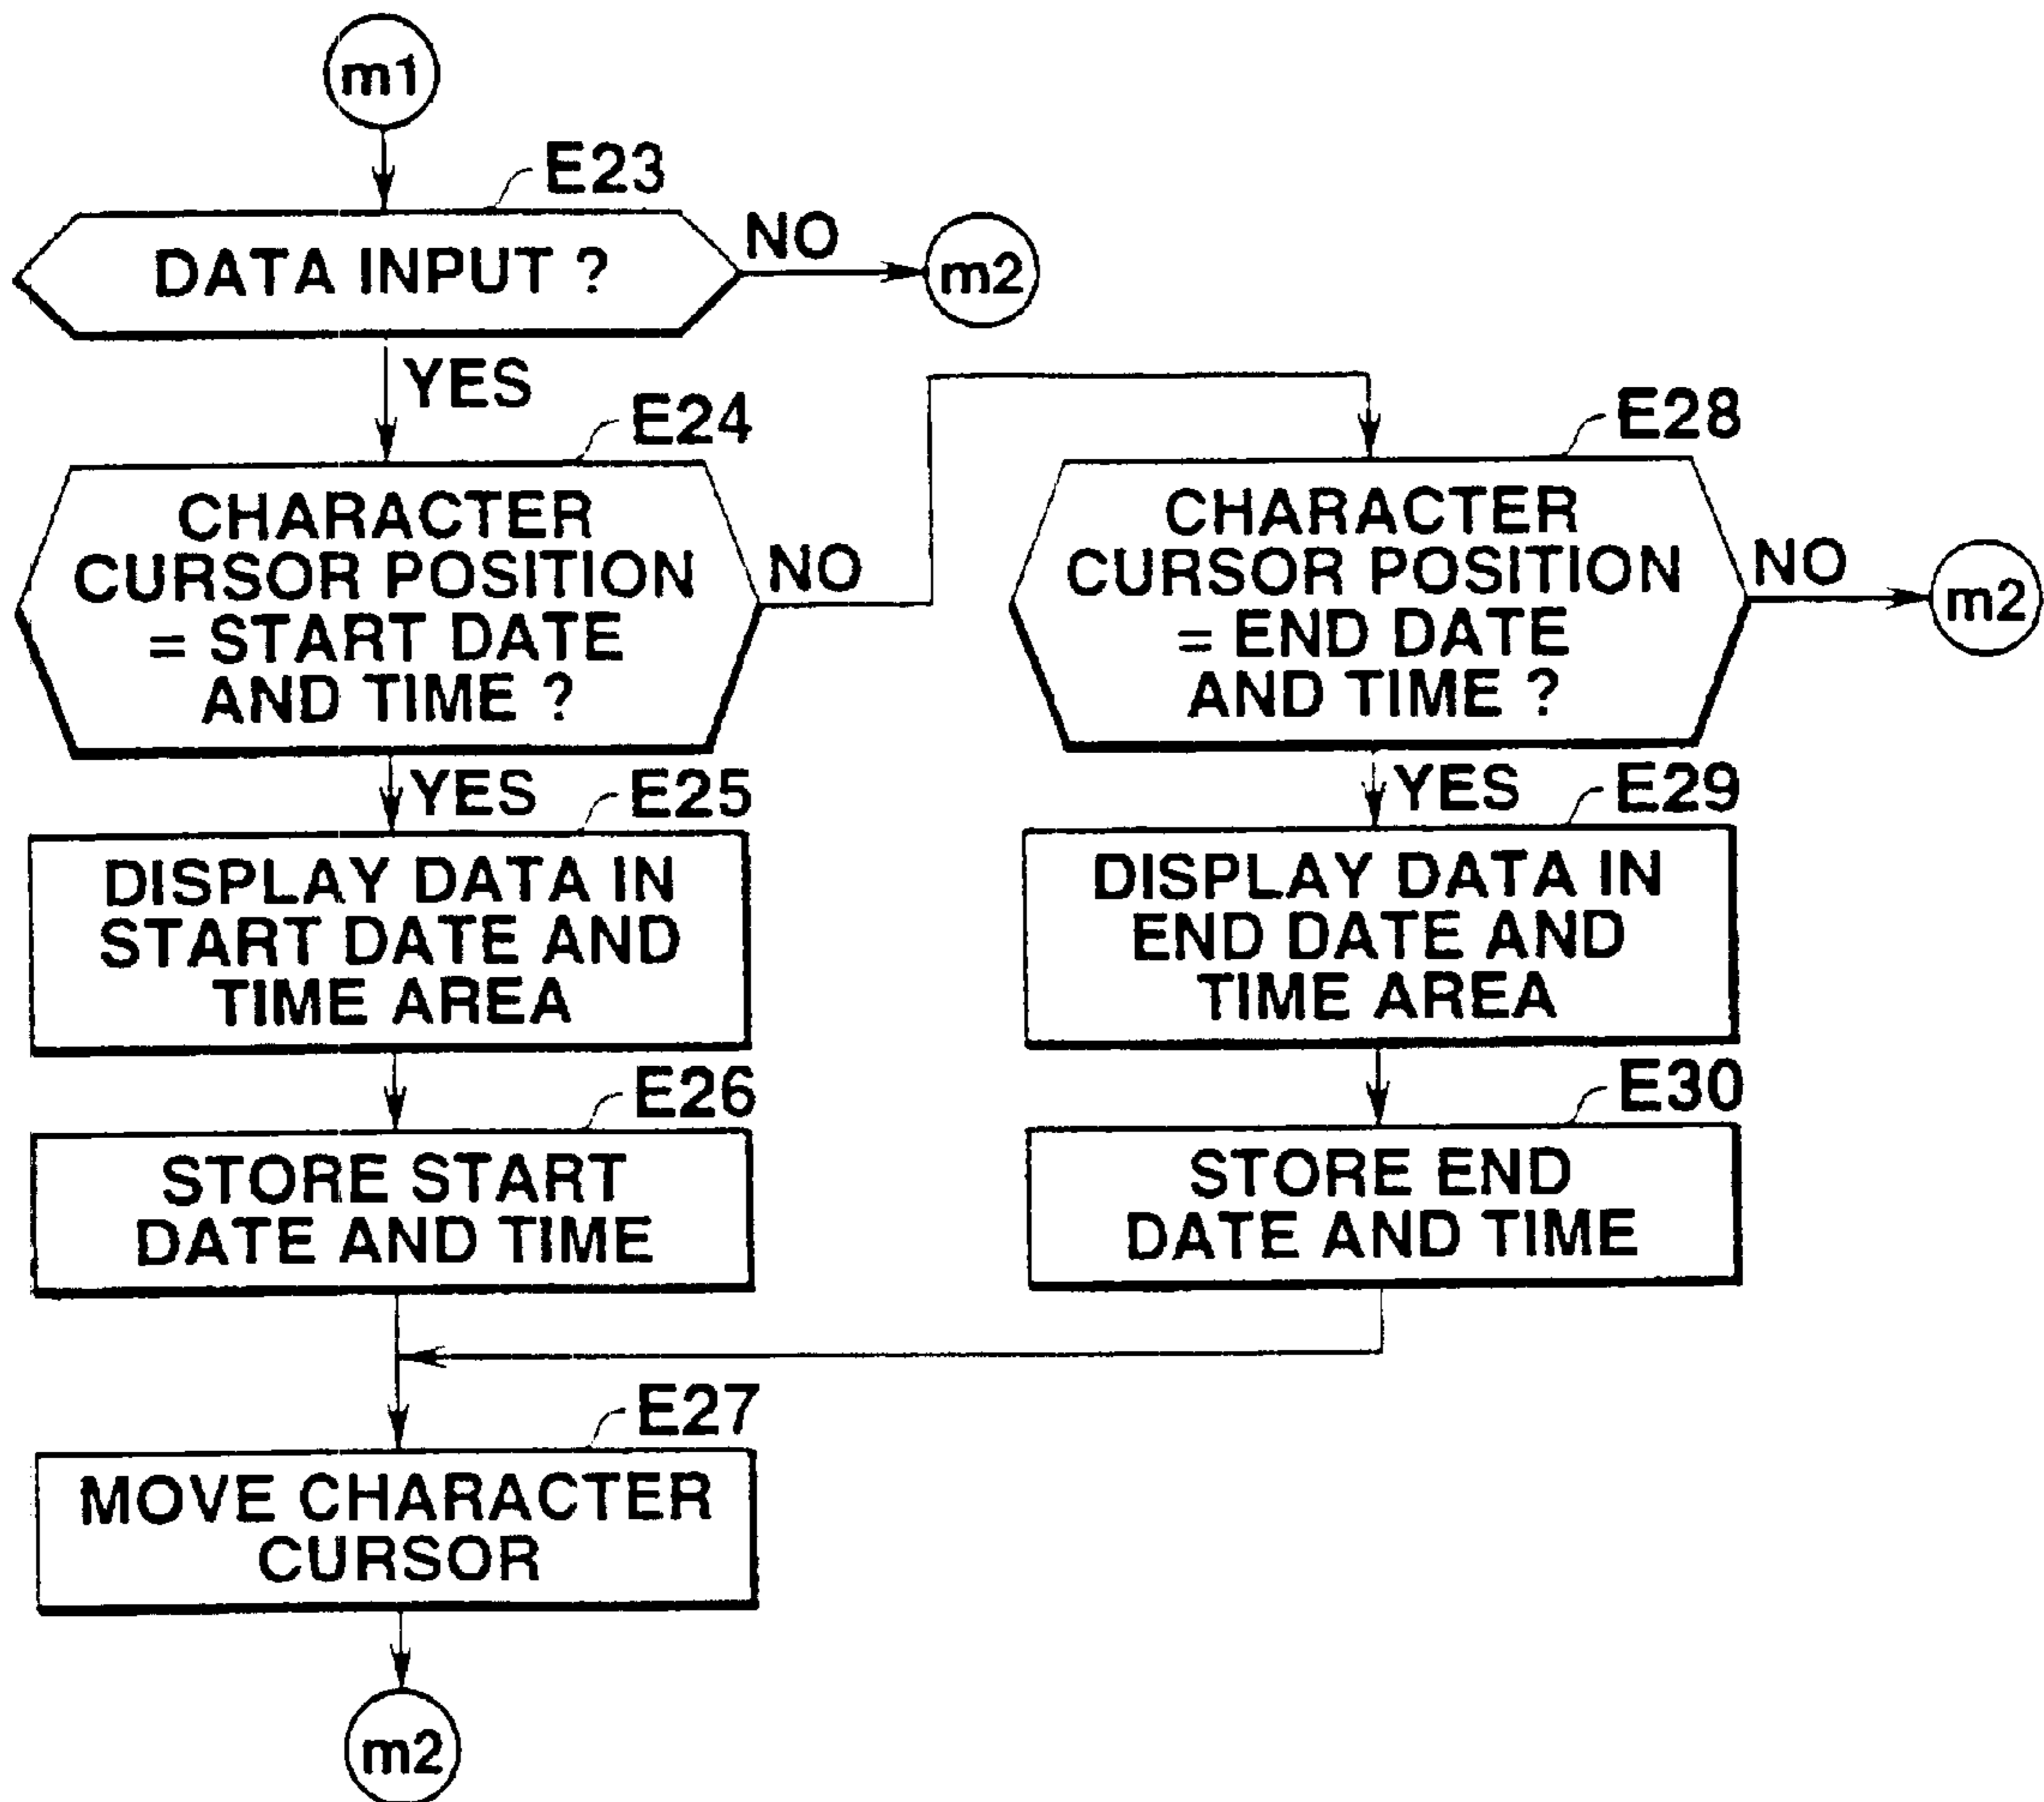 m1
E23
DATA INPUT ?
NO
m2
YES
E24
CHARACTER
CURSOR POSITION
= START DATE
AND TIME ?
NO
E28
CHARACTER
CURSOR POSITION
= END DATE
AND TIME ?
NO
m2
YES
E25
DISPLAY DATA IN
START DATE AND
TIME AREA
YES
E29
DISPLAY DATA IN
END DATE AND
TIME AREA
E26
STORE START
DATE AND TIME
E30
STORE END
DATE AND TIME
E27
MOVE CHARACTER
CURSOR
m2